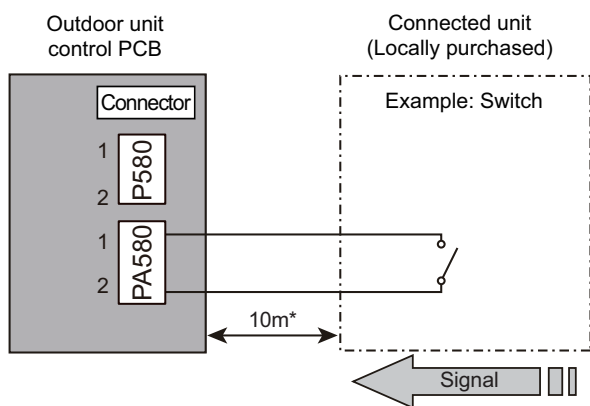 Outdoor unit
control PCB
Connected unit
(Locally purchased)
Connector
Example: Switch
1
P580
2
1
PA580
2
10m*
Signal